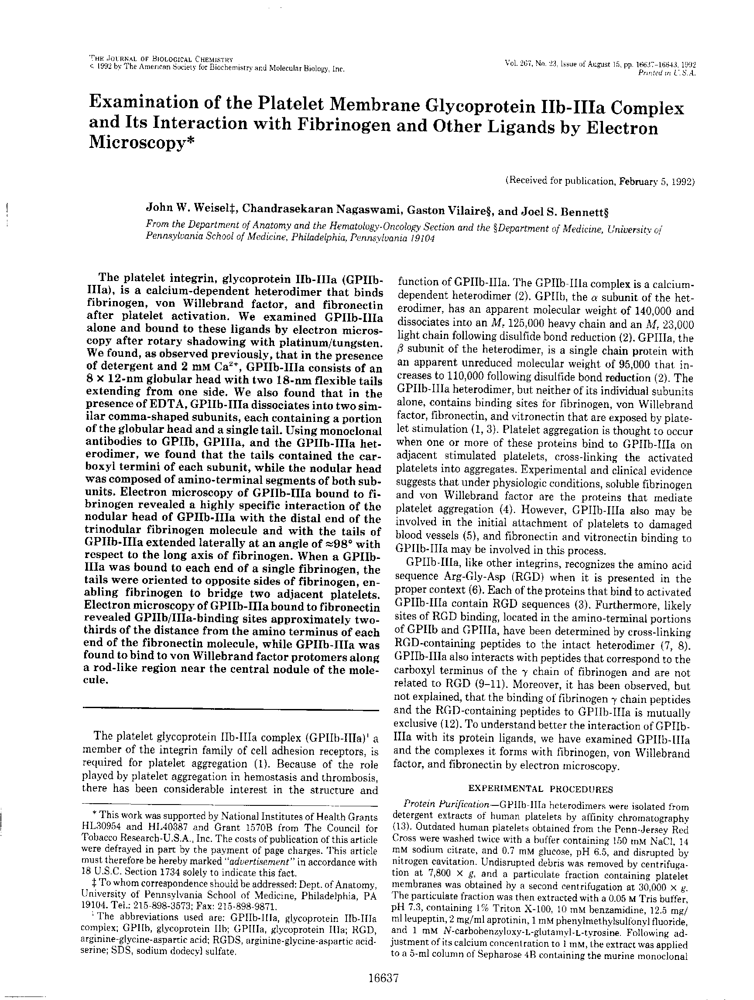 THE JOURNAL OF BIOLOGICAL CHEMISTRY
© 1992 by The American Society for Biochemistry and Molecular Biology, Inc.
Vol. 267, No. 23, Issue of August 15, pp. 16637-16643, 1992
Printed in U.S.A.
Examination of the Platelet Membrane Glycoprotein IIb-IIIa Complex
and Its Interaction with Fibrinogen and Other Ligands by Electron
Microscopy*
(Received for publication, February 5, 1992)
John W. Weisel‡, Chandrasekaran Nagaswami, Gaston Vilaire§, and Joel S. Bennett§
From the Department of Anatomy and the Hematology-Oncology Section and the §Department of Medicine, University of
Pennsylvania School of Medicine, Philadelphia, Pennsylvania 19104
The platelet integrin, glycoprotein IIb-IIIa (GPIIb-
IIIa), is a calcium-dependent heterodimer that binds
fibrinogen, von Willebrand factor, and fibronectin
after platelet activation. We examined GPIIb-IIIa
alone and bound to these ligands by electron micros-
copy after rotary shadowing with platinum/tungsten.
We found, as observed previously, that in the presence
of detergent and 2 mM Ca²⁺, GPIIb-IIIa consists of an
8 × 12-nm globular head with two 18-nm flexible tails
extending from one side. We also found that in the
presence of EDTA, GPIIb-IIIa dissociates into two sim-
ilar comma-shaped subunits, each containing a portion
of the globular head and a single tail. Using monoclonal
antibodies to GPIIb, GPIIIa, and the GPIIb-IIIa het-
erodimer, we found that the tails contained the car-
boxyl termini of each subunit, while the nodular head
was composed of amino-terminal segments of both sub-
units. Electron microscopy of GPIIb-IIIa bound to fi-
brinogen revealed a highly specific interaction of the
nodular head of GPIIb-IIIa with the distal end of the
trinodular fibrinogen molecule and with the tails of
GPIIb-IIIa extended laterally at an angle of ≈98° with
respect to the long axis of fibrinogen. When a GPIIb-
IIIa was bound to each end of a single fibrinogen, the
tails were oriented to opposite sides of fibrinogen, en-
abling fibrinogen to bridge two adjacent platelets.
Electron microscopy of GPIIb-IIIa bound to fibronectin
revealed GPIIb/IIIa-binding sites approximately two-
thirds of the distance from the amino terminus of each
end of the fibronectin molecule, while GPIIb-IIIa was
found to bind to von Willebrand factor protomers along
a rod-like region near the central nodule of the mole-
cule.
The platelet glycoprotein IIb-IIIa complex (GPIIb-IIIa)¹ a
member of the integrin family of cell adhesion receptors, is
required for platelet aggregation (1). Because of the role
played by platelet aggregation in hemostasis and thrombosis,
there has been considerable interest in the structure and
* This work was supported by National Institutes of Health Grants
HL30954 and HL40387 and Grant 1570B from The Council for
Tobacco Research-U.S.A., Inc. The costs of publication of this article
were defrayed in part by the payment of page charges. This article
must therefore be hereby marked "advertisement" in accordance with
18 U.S.C. Section 1734 solely to indicate this fact.
‡ To whom correspondence should be addressed: Dept. of Anatomy,
University of Pennsylvania School of Medicine, Philadelphia, PA
19104. Tel.: 215-898-3573; Fax: 215-898-9871.
¹ The abbreviations used are: GPIIb-IIIa, glycoprotein IIb-IIIa
complex; GPIIb, glycoprotein IIb; GPIIIa, glycoprotein IIIa; RGD,
arginine-glycine-aspartic acid; RGDS, arginine-glycine-aspartic acid-
serine; SDS, sodium dodecyl sulfate.
function of GPIIb-IIIa. The GPIIb-IIIa complex is a calcium-
dependent heterodimer (2). GPIIb, the α subunit of the het-
erodimer, has an apparent molecular weight of 140,000 and
dissociates into an Mr 125,000 heavy chain and an Mr 23,000
light chain following disulfide bond reduction (2). GPIIIa, the
β subunit of the heterodimer, is a single chain protein with
an apparent unreduced molecular weight of 95,000 that in-
creases to 110,000 following disulfide bond reduction (2). The
GPIIb-IIIa heterodimer, but neither of its individual subunits
alone, contains binding sites for fibrinogen, von Willebrand
factor, fibronectin, and vitronectin that are exposed by plate-
let stimulation (1, 3). Platelet aggregation is thought to occur
when one or more of these proteins bind to GPIIb-IIIa on
adjacent stimulated platelets, cross-linking the activated
platelets into aggregates. Experimental and clinical evidence
suggests that under physiologic conditions, soluble fibrinogen
and von Willebrand factor are the proteins that mediate
platelet aggregation (4). However, GPIIb-IIIa also may be
involved in the initial attachment of platelets to damaged
blood vessels (5), and fibronectin and vitronectin binding to
GPIIb-IIIa may be involved in this process.
GPIIb-IIIa, like other integrins, recognizes the amino acid
sequence Arg-Gly-Asp (RGD) when it is presented in the
proper context (6). Each of the proteins that bind to activated
GPIIb-IIIa contain RGD sequences (3). Furthermore, likely
sites of RGD binding, located in the amino-terminal portions
of GPIIb and GPIIIa, have been determined by cross-linking
RGD-containing peptides to the intact heterodimer (7, 8).
GPIIb-IIIa also interacts with peptides that correspond to the
carboxyl terminus of the γ chain of fibrinogen and are not
related to RGD (9–11). Moreover, it has been observed, but
not explained, that the binding of fibrinogen γ chain peptides
and the RGD-containing peptides to GPIIb-IIIa is mutually
exclusive (12). To understand better the interaction of GPIIb-
IIIa with its protein ligands, we have examined GPIIb-IIIa
and the complexes it forms with fibrinogen, von Willebrand
factor, and fibronectin by electron microscopy.
EXPERIMENTAL PROCEDURES
Protein Purification—GPIIb-IIIa heterodimers were isolated from
detergent extracts of human platelets by affinity chromatography
(13). Outdated human platelets obtained from the Penn-Jersey Red
Cross were washed twice with a buffer containing 150 mM NaCl, 14
mM sodium citrate, and 0.7 mM glucose, pH 6.5, and disrupted by
nitrogen cavitation. Undisrupted debris was removed by centrifuga-
tion at 7,800 × g, and a particulate fraction containing platelet
membranes was obtained by a second centrifugation at 30,000 × g.
The particulate fraction was then extracted with a 0.05 M Tris buffer,
pH 7.3, containing 1% Triton X-100, 10 mM benzamidine, 12.5 mg/
ml leupeptin, 2 mg/ml aprotinin, 1 mM phenylmethylsulfonyl fluoride,
and 1 mM N-carbobenzyloxy-L-glutamyl-L-tyrosine. Following ad-
justment of its calcium concentration to 1 mM, the extract was applied
to a 5-ml column of Sepharose 4B containing the murine monoclonal
16637